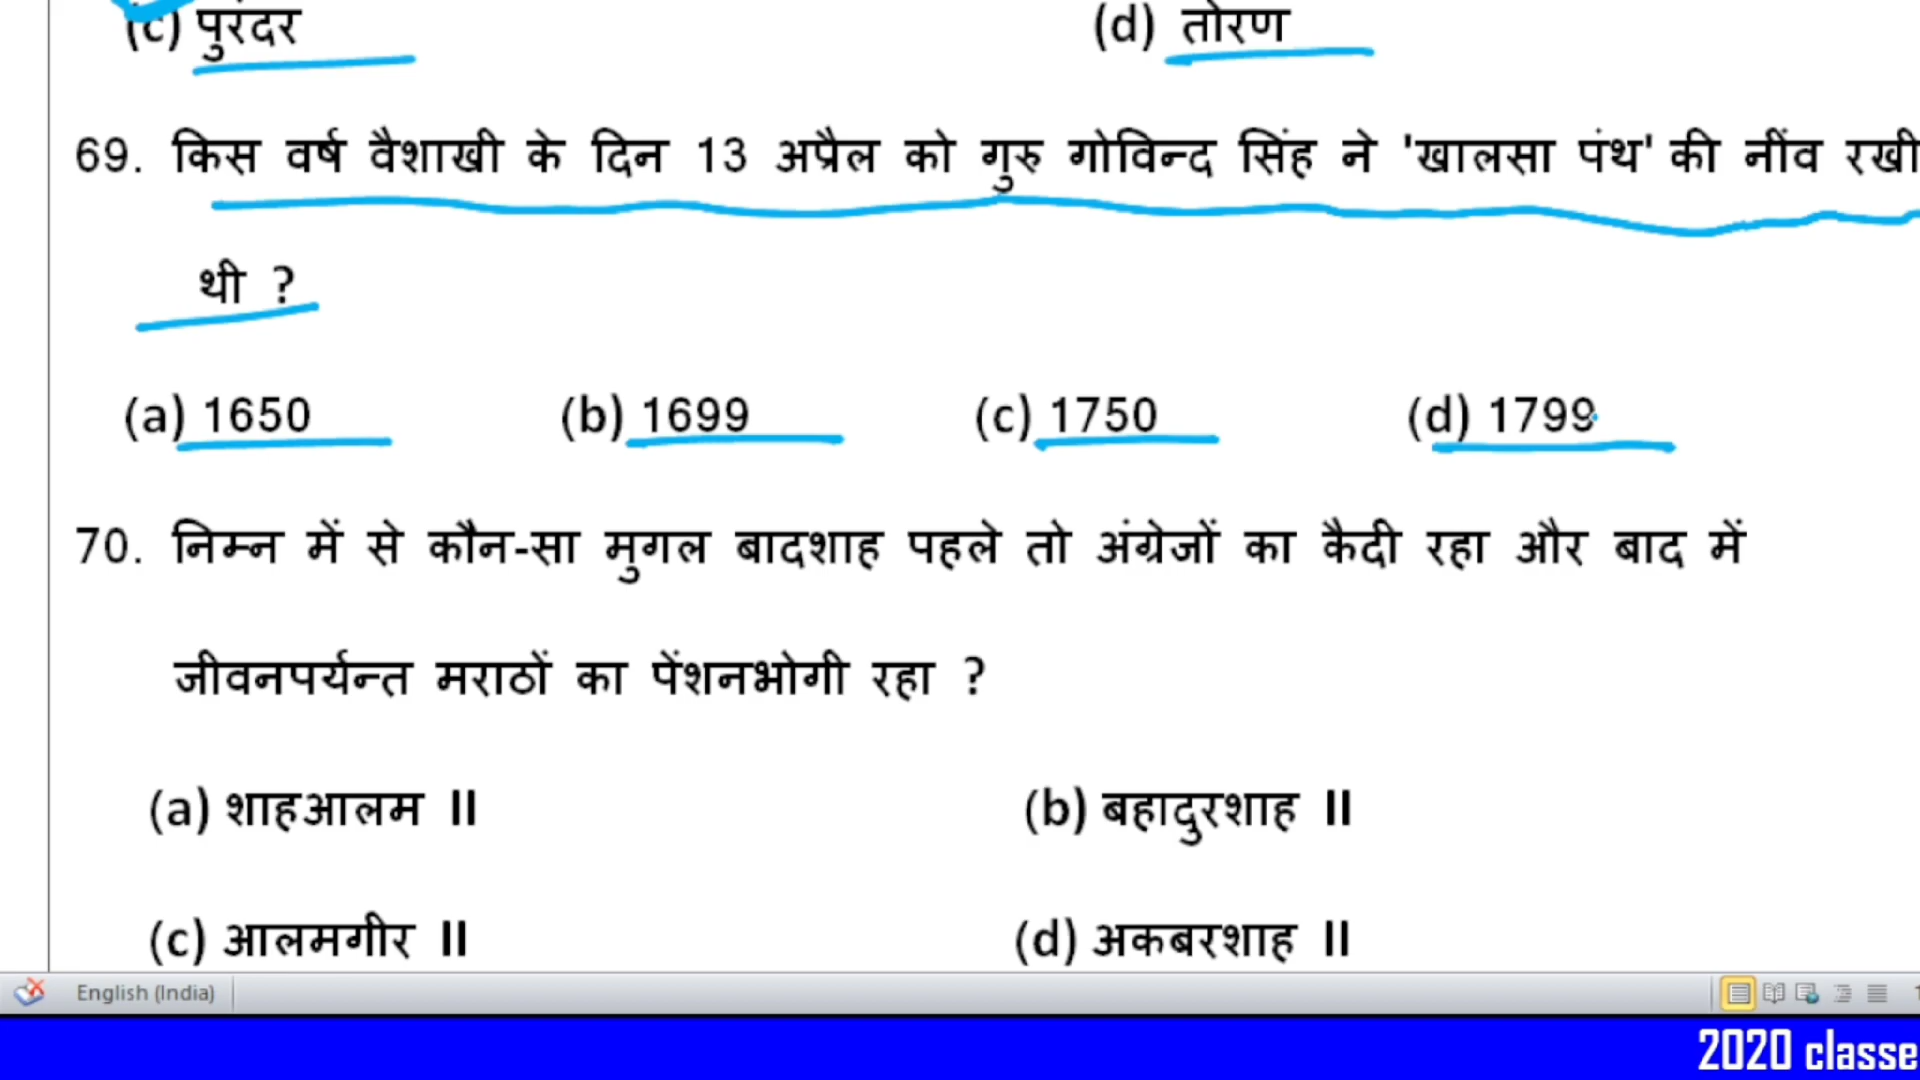 (c) पुरंदर (d) तोरण
69. किस वर्ष वैशाखी के दिन 13 अप्रैल को गुरु गोविन्द सिंह ने 'खालसा पंथ' की नींव रखी
थी ?
(a) 1650 (b) 1699 (c) 1750 (d) 1799
70. निम्न में से कौन-सा मुगल बादशाह पहले तो अंग्रेजों का कैदी रहा और बाद में
जीवनपर्यन्त मराठों का पेंशनभोगी रहा ?
(a) शाहआलम II (b) बहादुरशाह II
(c) आलमगीर II (d) अकबरशाह II
English (India)
2020 classe